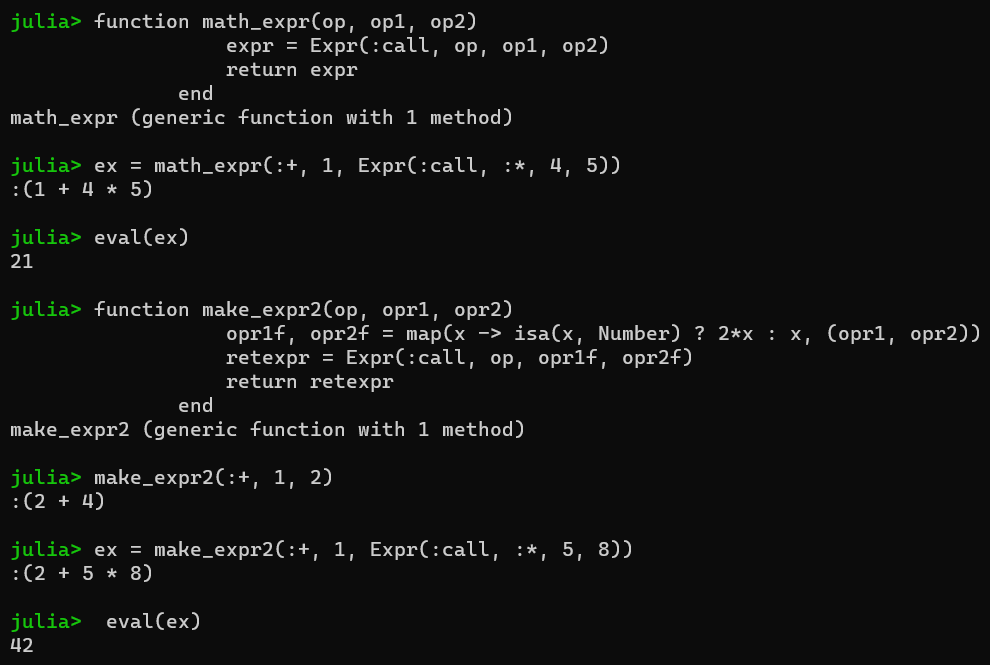 julia> function math_expr(op, op1, op2)
                  expr = Expr(:call, op, op1, op2)
                  return expr
              end
math_expr (generic function with 1 method)

julia> ex = math_expr(:+, 1, Expr(:call, :*, 4, 5))
:(1 + 4 * 5)

julia> eval(ex)
21

julia> function make_expr2(op, opr1, opr2)
                  opr1f, opr2f = map(x -> isa(x, Number) ? 2*x : x, (opr1, opr2))
                  retexpr = Expr(:call, op, opr1f, opr2f)
                  return retexpr
              end
make_expr2 (generic function with 1 method)

julia> make_expr2(:+, 1, 2)
:(2 + 4)

julia> ex = make_expr2(:+, 1, Expr(:call, :*, 5, 8))
:(2 + 5 * 8)

julia>  eval(ex)
42